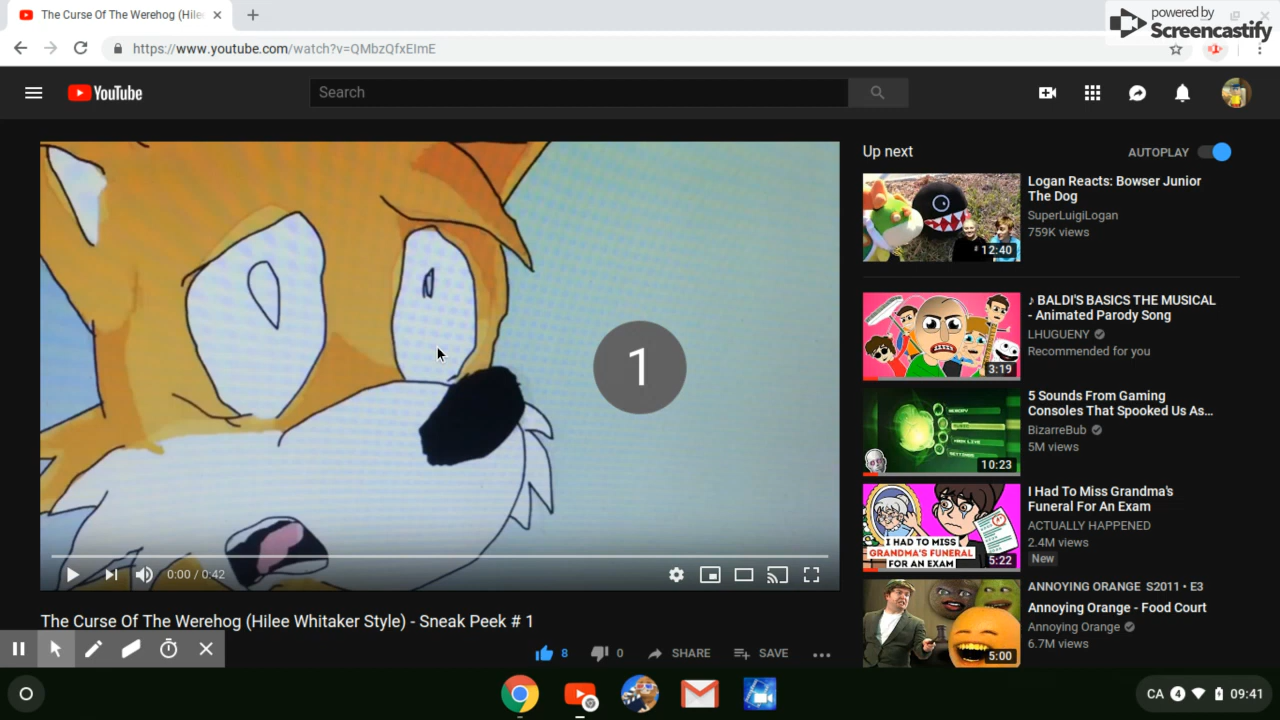 The Curse Of The Werehog (Hile
powered by
Screencastify
https://www.youtube.com/watch?v=QMbzQfxEImE
YouTube
Search
1
0:00 / 0:42
The Curse Of The Werehog (Hilee Whitaker Style) - Sneak Peek # 1
8
0
SHARE
SAVE
Up next
AUTOPLAY
Logan Reacts: Bowser Junior
The Dog
SuperLuigiLogan
759K views
12:40
♪ BALDI'S BASICS THE MUSICAL
- Animated Parody Song
LHUGUENY
Recommended for you
3:19
5 Sounds From Gaming
Consoles That Spooked Us As...
BizarreBub
5M views
10:23
I Had To Miss Grandma's
Funeral For An Exam
ACTUALLY HAPPENED
2.4M views
New
I HAD TO MISS
GRANDMA'S FUNERAL
FOR AN EXAM
5:22
ANNOYING ORANGE S2011 • E3
Annoying Orange - Food Court
Annoying Orange
6.7M views
5:00
CA 4 09:41